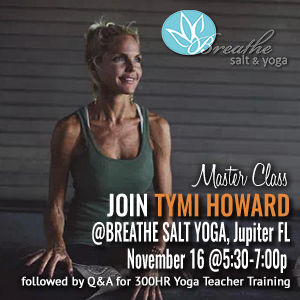 Breathe
salt & yoga
Master Class
JOIN TYMI HOWARD
@BREATHE SALT YOGA, Jupiter FL
November 16 @5:30-7:00p
followed by Q&A for 300HR Yoga Teacher Training